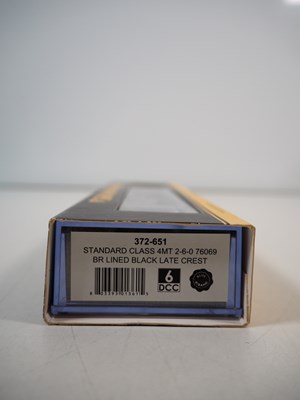 372-651
STANDARD CLASS 4MT 2-6-0 76069
BR LINED BLACK LATE CREST
6
DCC